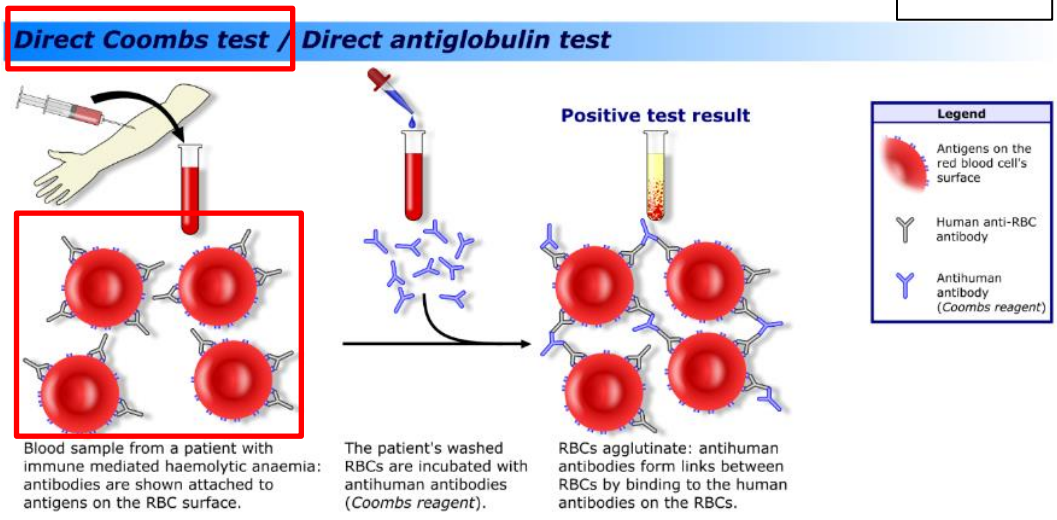 Direct Coombs test / Direct antiglobulin test
Positive test result
Legend
Antigens on the
red blood cell's
surface
Human anti-RBC
antibody
Antihuman
antibody
(Coombs reagent)
Blood sample from a patient with
immune mediated haemolytic anaemia:
antibodies are shown attached to
antigens on the RBC surface.
The patient's washed
RBCs are incubated with
antihuman antibodies
(Coombs reagent).
RBCs agglutinate: antihuman
antibodies form links between
RBCs by binding to the human
antibodies on the RBCs.